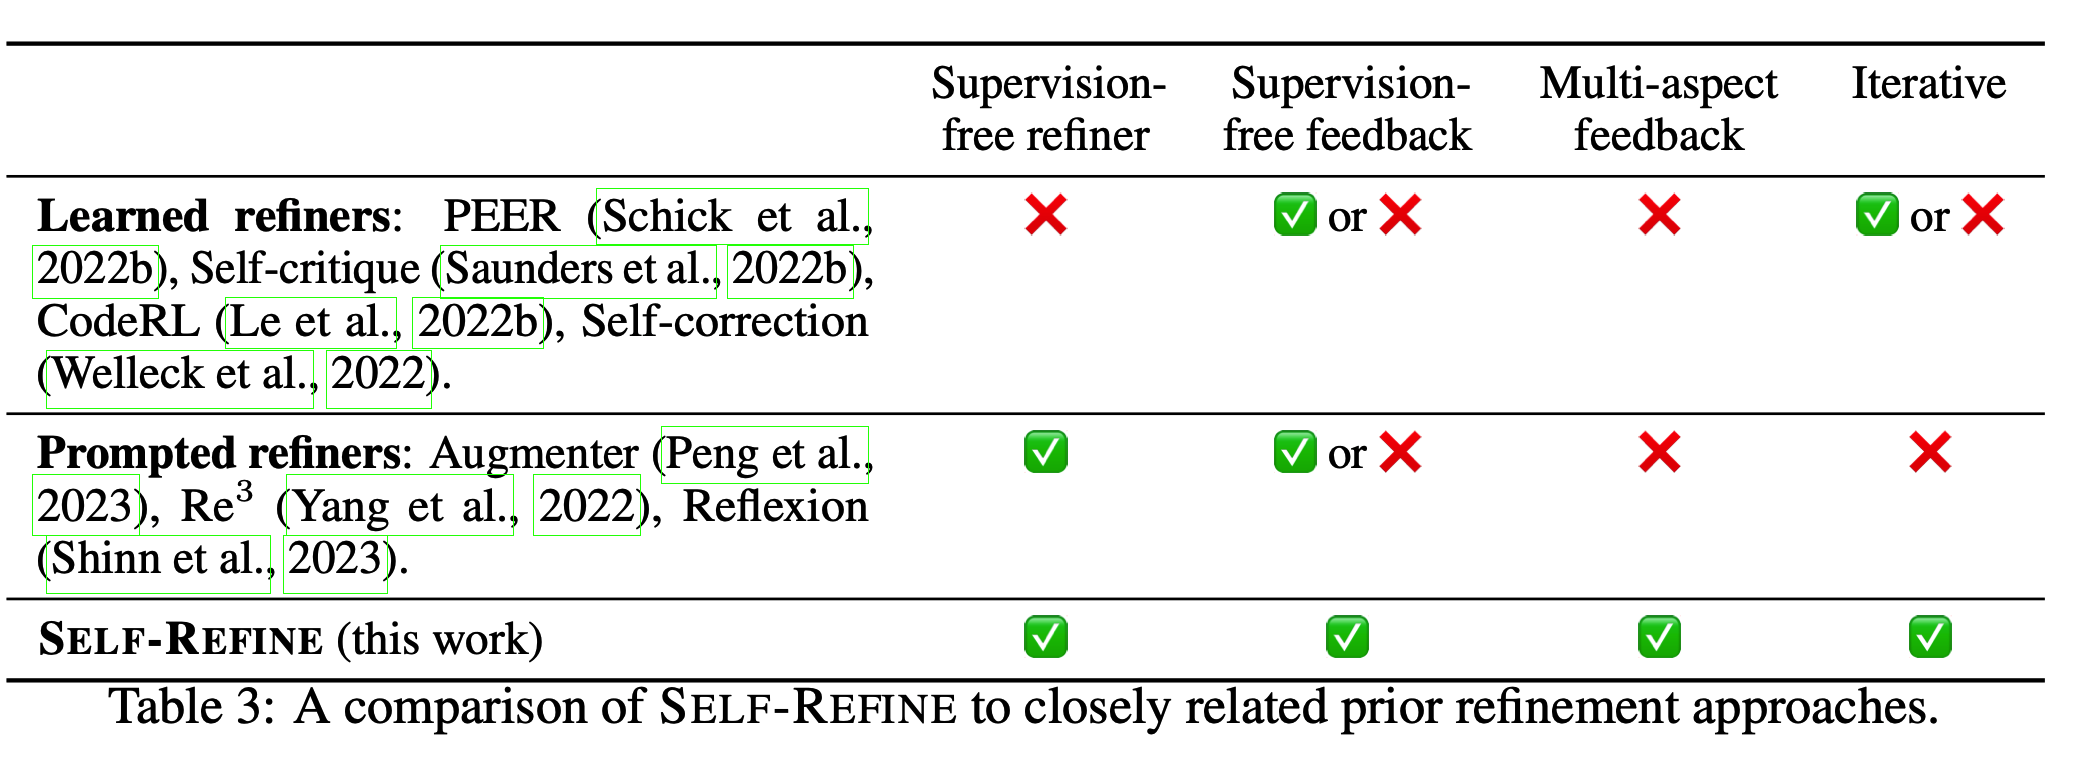 Supervision- Supervision- Multi-aspect Iterative
free refiner free feedback feedback
Learned refiners: PEER (Schick et al., ❌ ✅ or ❌ ❌ ✅ or ❌
2022b), Self-critique (Saunders et al., 2022b),
CodeRL (Le et al., 2022b), Self-correction
(Welleck et al., 2022).
Prompted refiners: Augmenter (Peng et al., ✅ ✅ or ❌ ❌ ❌
2023), Re³ (Yang et al., 2022), Reflexion
(Shinn et al., 2023).
SELF-REFINE (this work) ✅ ✅ ✅ ✅
Table 3: A comparison of SELF-REFINE to closely related prior refinement approaches.